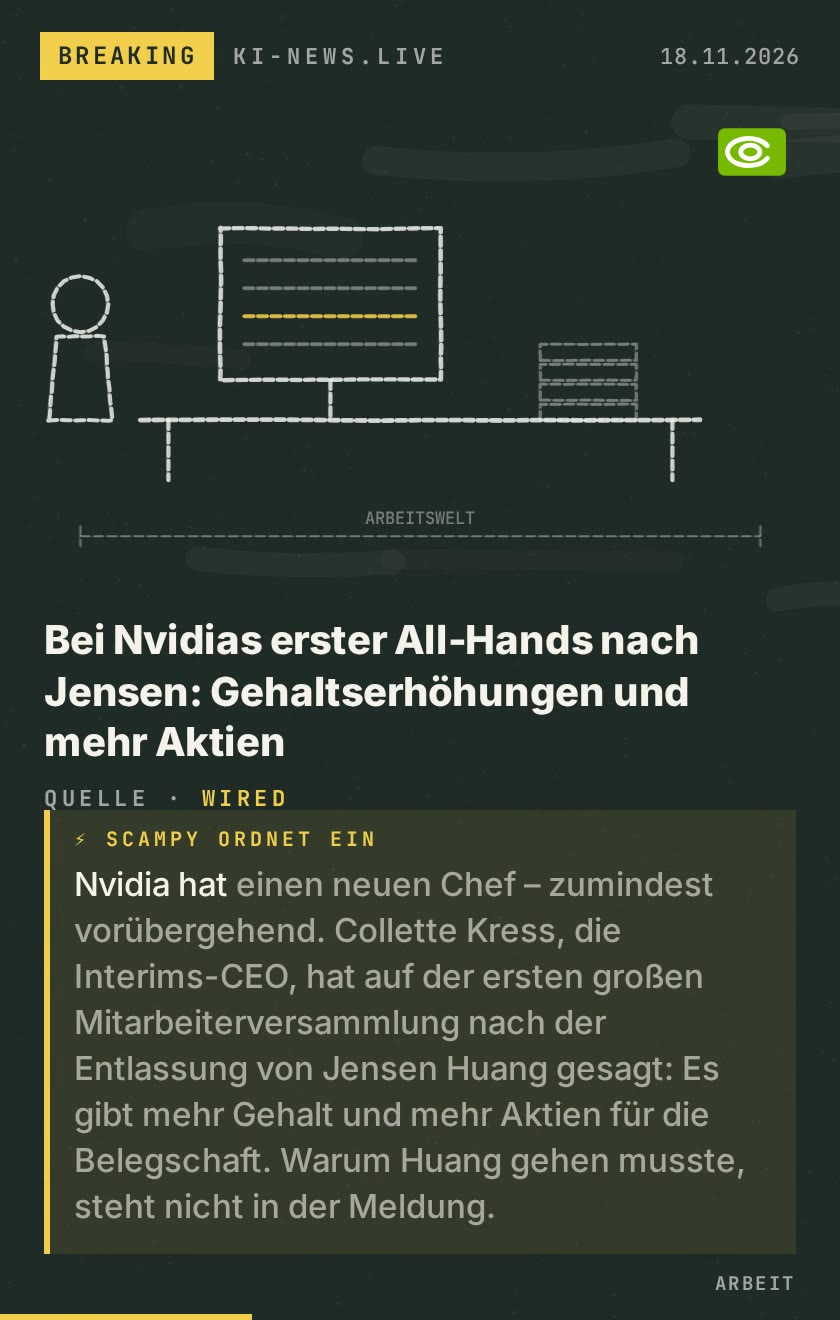 BREAKING KI-NEWS.LIVE 18.11.2026
ARBEITSWELT
Bei Nvidias erster All-Hands nach
Jensen: Gehaltserhöhungen und
mehr Aktien
QUELLE · WIRED
⚡ SCAMPY ORDNET EIN
Nvidia hat einen neuen Chef – zumindest
vorübergehend. Collette Kress, die
Interims-CEO, hat auf der ersten großen
Mitarbeiterversammlung nach der
Entlassung von Jensen Huang gesagt: Es
gibt mehr Gehalt und mehr Aktien für die
Belegschaft. Warum Huang gehen musste,
steht nicht in der Meldung.
ARBEIT